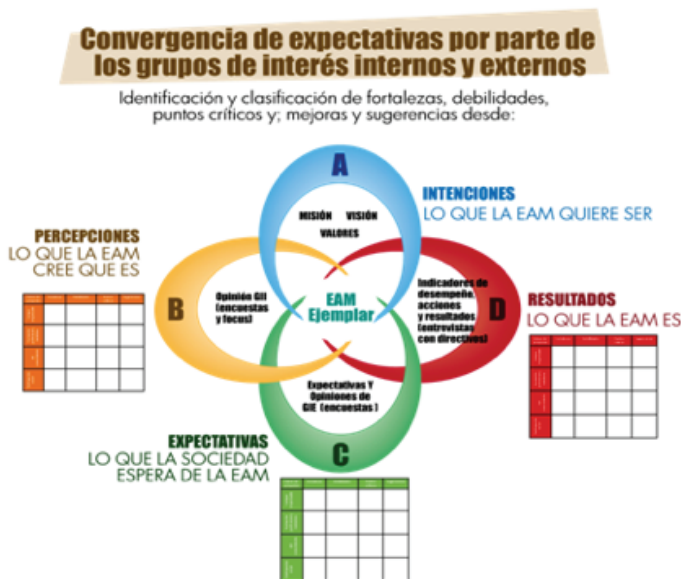 Convergencia de expectativas por parte de
los grupos de interés internos y externos
Identificación y clasificación de fortalezas, debilidades,
puntos críticos y; mejoras y sugerencias desde:
A
INTENCIONES
LO QUE LA EAM QUIERE SER
MISIÓN VISIÓN
VALORES
PERCEPCIONES
LO QUE LA EAM
CREE QUE ES
B
Opinión GII
(encuestas
y focus)
EAM
Ejemplar
Indicadores de
desempeño,
acciones
y resultados
(entrevistas
con directivos)
D
RESULTADOS
LO QUE LA EAM ES
Expectativas Y
Opiniones de
GIE (encuestas )
C
EXPECTATIVAS
LO QUE LA SOCIEDAD
ESPERA DE LA EAM